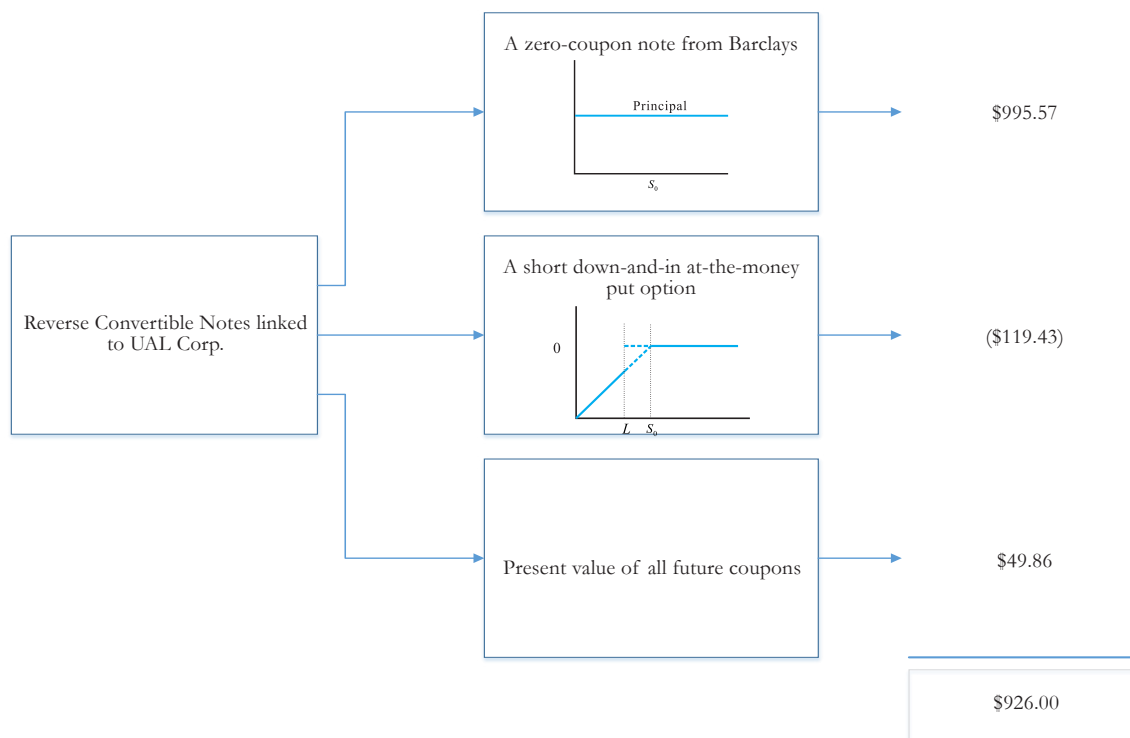 A zero-coupon note from Barclays
Principal
S₀
$995.57
Reverse Convertible Notes linked
to UAL Corp.
A short down-and-in at-the-money
put option
0
L S₀
($119.43)
Present value of all future coupons
$49.86
$926.00